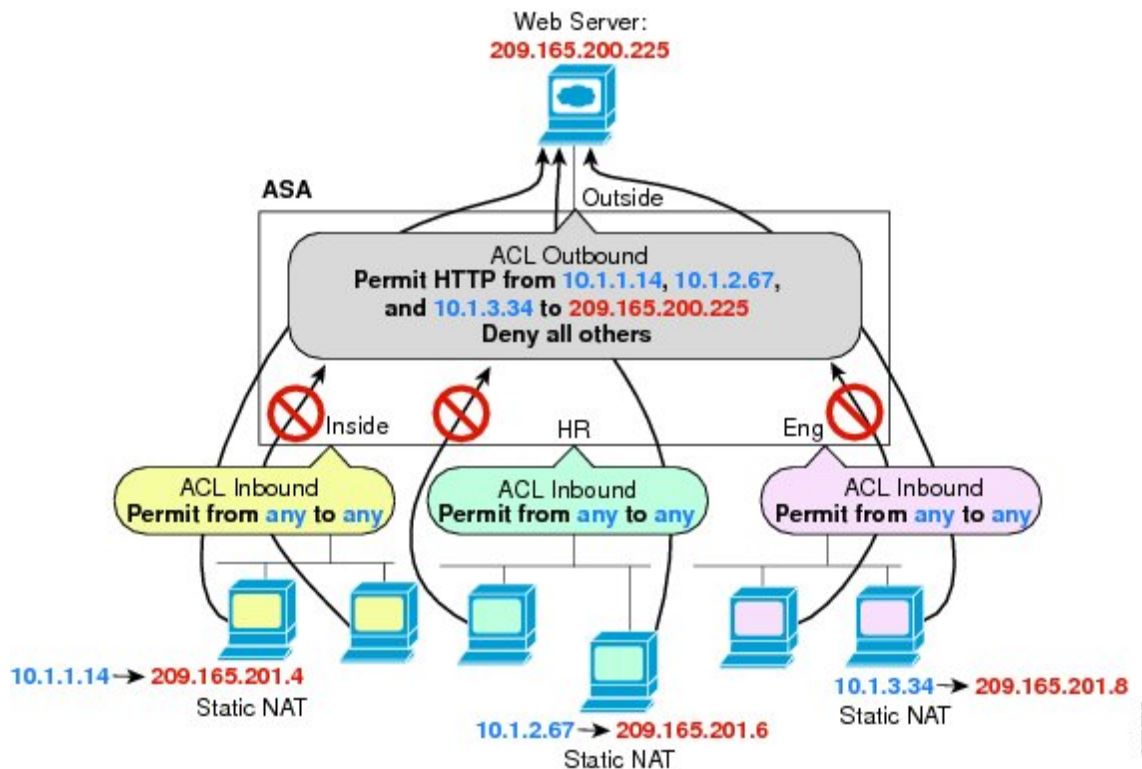 Web Server:
209.165.200.225
ASA
Outside
ACL Outbound
Permit HTTP from 10.1.1.14, 10.1.2.67,
and 10.1.3.34 to 209.165.200.225
Deny all others
Inside
HR
Eng
ACL Inbound
Permit from any to any
ACL Inbound
Permit from any to any
ACL Inbound
Permit from any to any
10.1.1.14 → 209.165.201.4
Static NAT
10.1.2.67 → 209.165.201.6
Static NAT
10.1.3.34 → 209.165.201.8
Static NAT